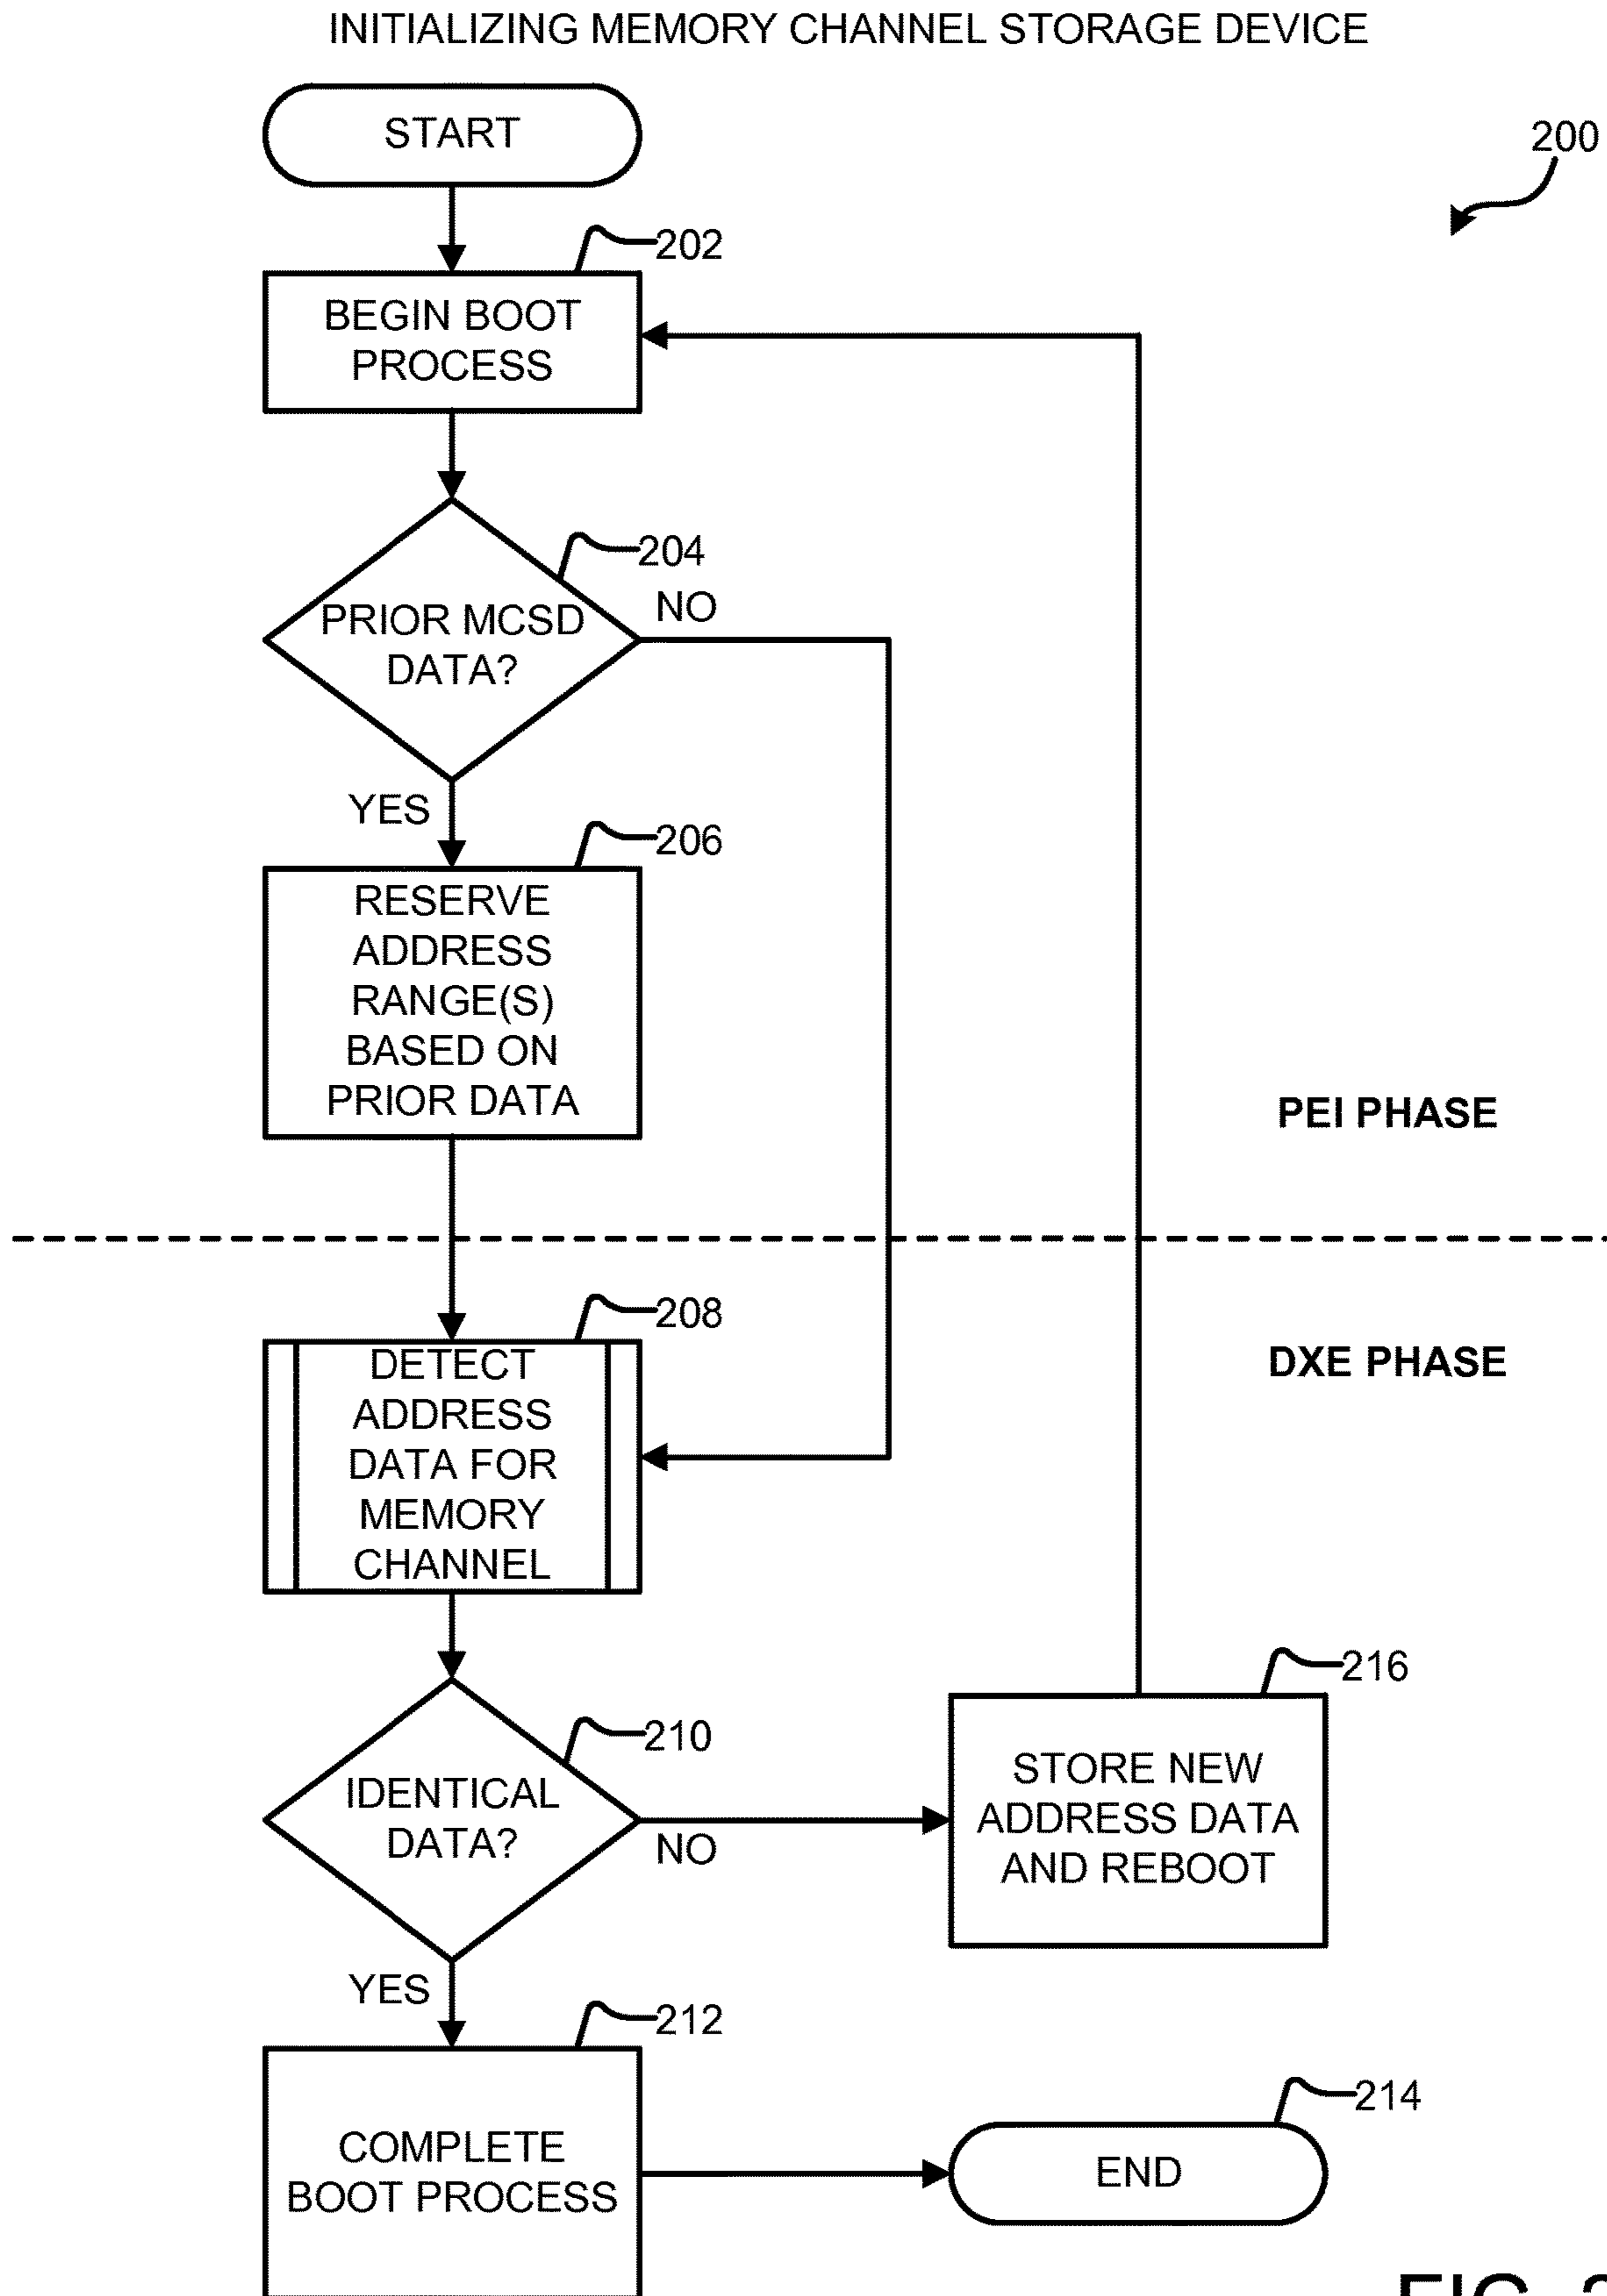 INITIALIZING MEMORY CHANNEL STORAGE DEVICE
START
200
202
BEGIN BOOT
PROCESS
204
NO
PRIOR MCSD
DATA?
YES
206
RESERVE
ADDRESS
RANGE(S)
BASED ON
PRIOR DATA
PEI PHASE
DXE PHASE
208
DETECT
ADDRESS
DATA FOR
MEMORY
CHANNEL
210
IDENTICAL
DATA?
NO
216
STORE NEW
ADDRESS DATA
AND REBOOT
YES
212
COMPLETE
BOOT PROCESS
214
END